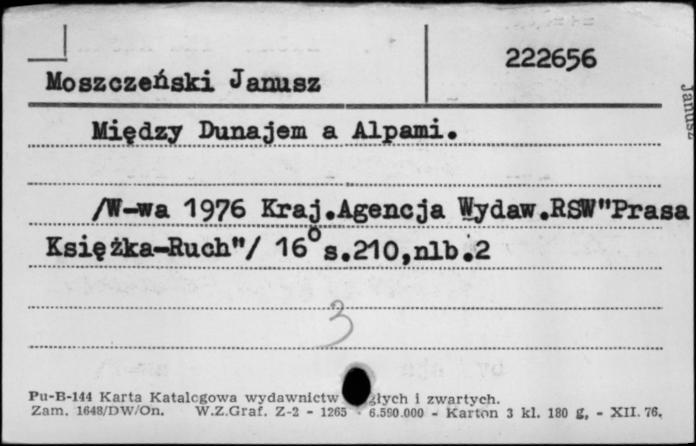 222656
Moszczeński Janusz
Janusz
Między Dunajem a Alpami.
/W-wa 1976 Kraj.Agencja Wydaw.RSW"Prasa
Książka-Ruch"/ 16° s.210,nlb.2
3
Pu-B-144 Karta Katalogowa wydawnictw głych i zwartych.
Zam. 1648/DW/On. W.Z.Graf. Z-2 - 1265 - 6.590.000 - Karton 3 kl. 180 g, - XII. 76.